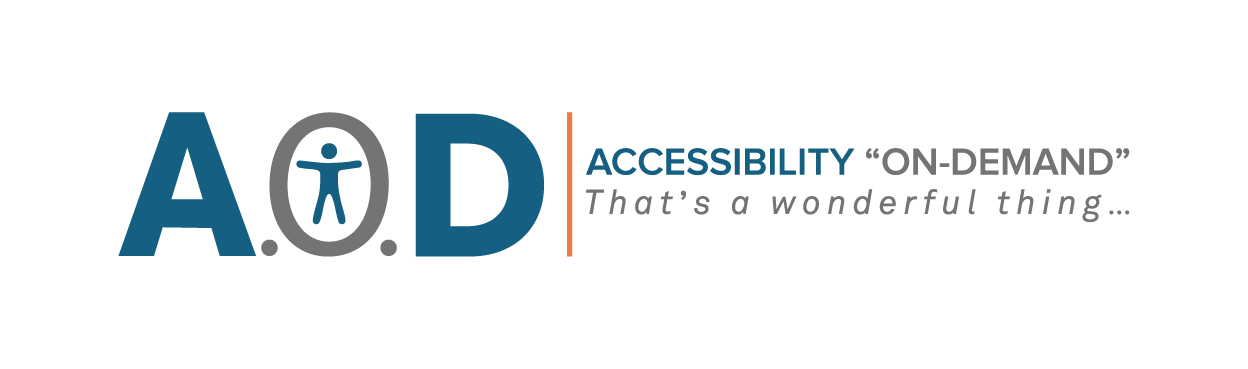 A.O.D
ACCESSIBILITY “ON-DEMAND”
That’s a wonderful thing...